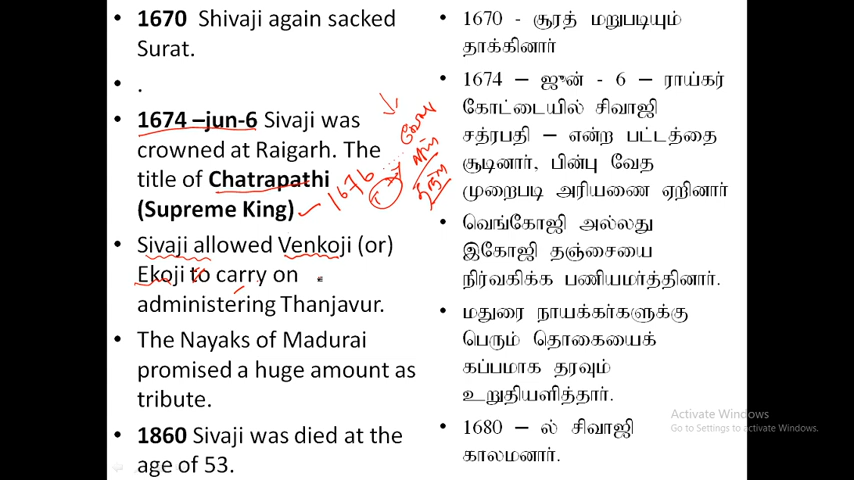 • 1670 Shivaji again sacked
Surat.
• .
• 1674 –jun-6 Sivaji was
crowned at Raigarh. The
title of Chatrapathi
(Supreme King)
• Sivaji allowed Venkoji (or)
Ekoji to carry on
administering Thanjavur.
• The Nayaks of Madurai
promised a huge amount as
tribute.
• 1860 Sivaji was died at the
age of 53.
1676
• 1670 - சூரத் மறுபடியும்
தாக்கினார்
• 1674 – ஜுன் - 6 – ராய்கர்
கோட்டையில் சிவாஜி
சத்ரபதி – என்ற பட்டத்தை
சூடினார், பின்பு வேத
முறைபடி அரியணை ஏறினார்
• வெங்கோஜி அல்லது
இகோஜி தஞ்சையை
நிர்வகிக்க பணியமர்த்தினார்.
• மதுரை நாயக்கர்களுக்கு
பெரும் தொகையைக்
கப்பமாக தரவும்
உறுதியளித்தார்.
• 1680 – ல் சிவாஜி
காலமனார்.
Activate Windows
Go to Settings to activate Windows.